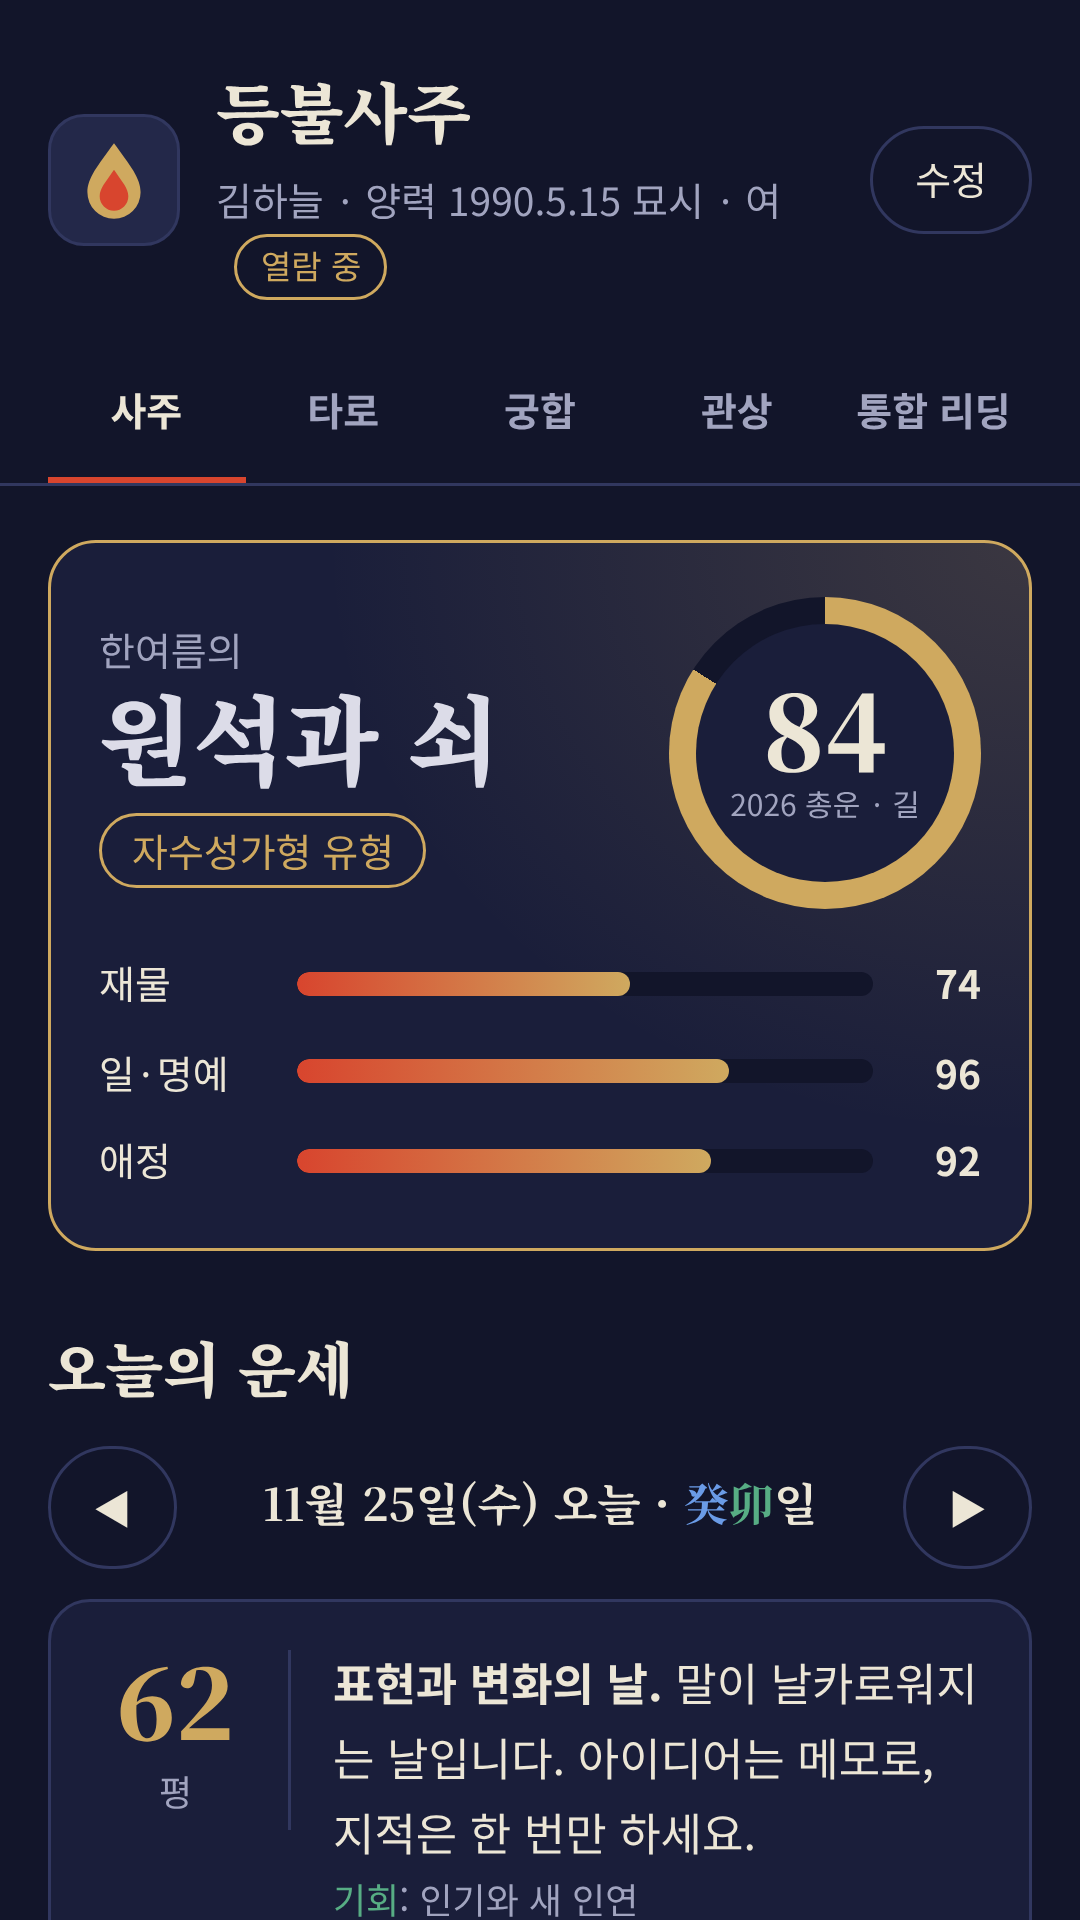 등불사주
김하늘 · 양력 1990.5.15 묘시 · 여
열람 중
수정
사주 타로 궁합 관상 통합 리딩
한여름의
원석과 쇠
자수성가형 유형
84
2026 총운 · 길
재물 74
일·명예 96
애정 92
오늘의 운세
◀ 11월 25일(수) 오늘 · 癸卯일 ▶
62
평
표현과 변화의 날. 말이 날카로워지
는 날입니다. 아이디어는 메모로,
지적은 한 번만 하세요.
기회: 인기와 새 인연